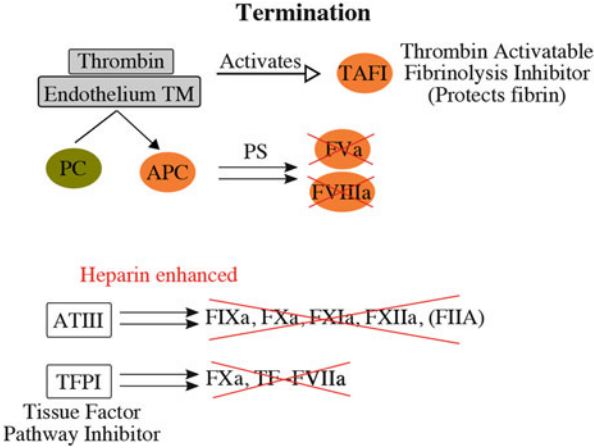 Termination
Thrombin
Endothelium TM
Activates
TAFI
Thrombin Activatable
Fibrinolysis Inhibitor
(Protects fibrin)
PC
APC
PS
FVa
FVIIIa
Heparin enhanced
ATIII
FIXa, FXa, FXIa, FXIIa, (FIIA)
TFPI
FXa, TF-FVIIa
Tissue Factor
Pathway Inhibitor